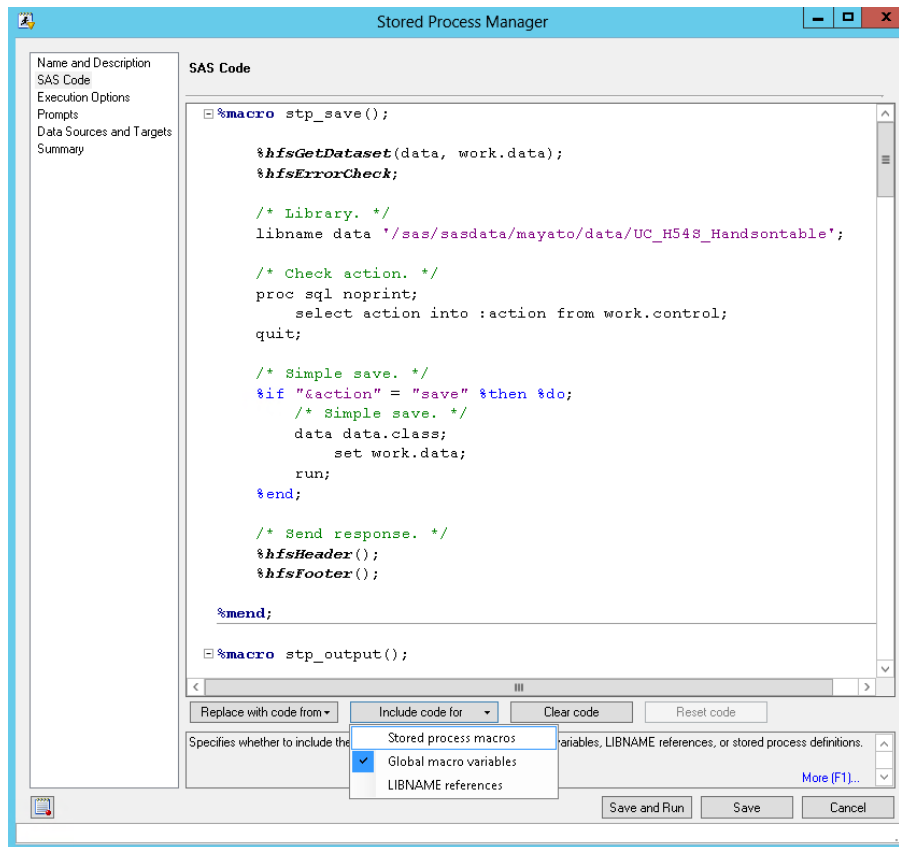 Stored Process Manager
Name and Description
SAS Code
Execution Options
Prompts
Data Sources and Targets
Summary
SAS Code
%macro stp_save();
%hfsGetDataset(data, work.data);
%hfsErrorCheck;
/* Library. */
libname data '/sas/sasdata/mayato/data/UC_H54S_Handsontable';
/* Check action. */
proc sql noprint;
select action into :action from work.control;
quit;
/* Simple save. */
%if "&action" = "save" %then %do;
/* Simple save. */
data data.class;
set work.data;
run;
%end;
/* Send response. */
%hfsHeader();
%hfsFooter();
%mend;
%macro stp_output();
Replace with code from
Include code for
Clear code
Reset code
Specifies whether to include the ariables, LIBNAME references, or stored process definitions.
Stored process macros
Global macro variables
LIBNAME references
More (F1)...
Save and Run
Save
Cancel